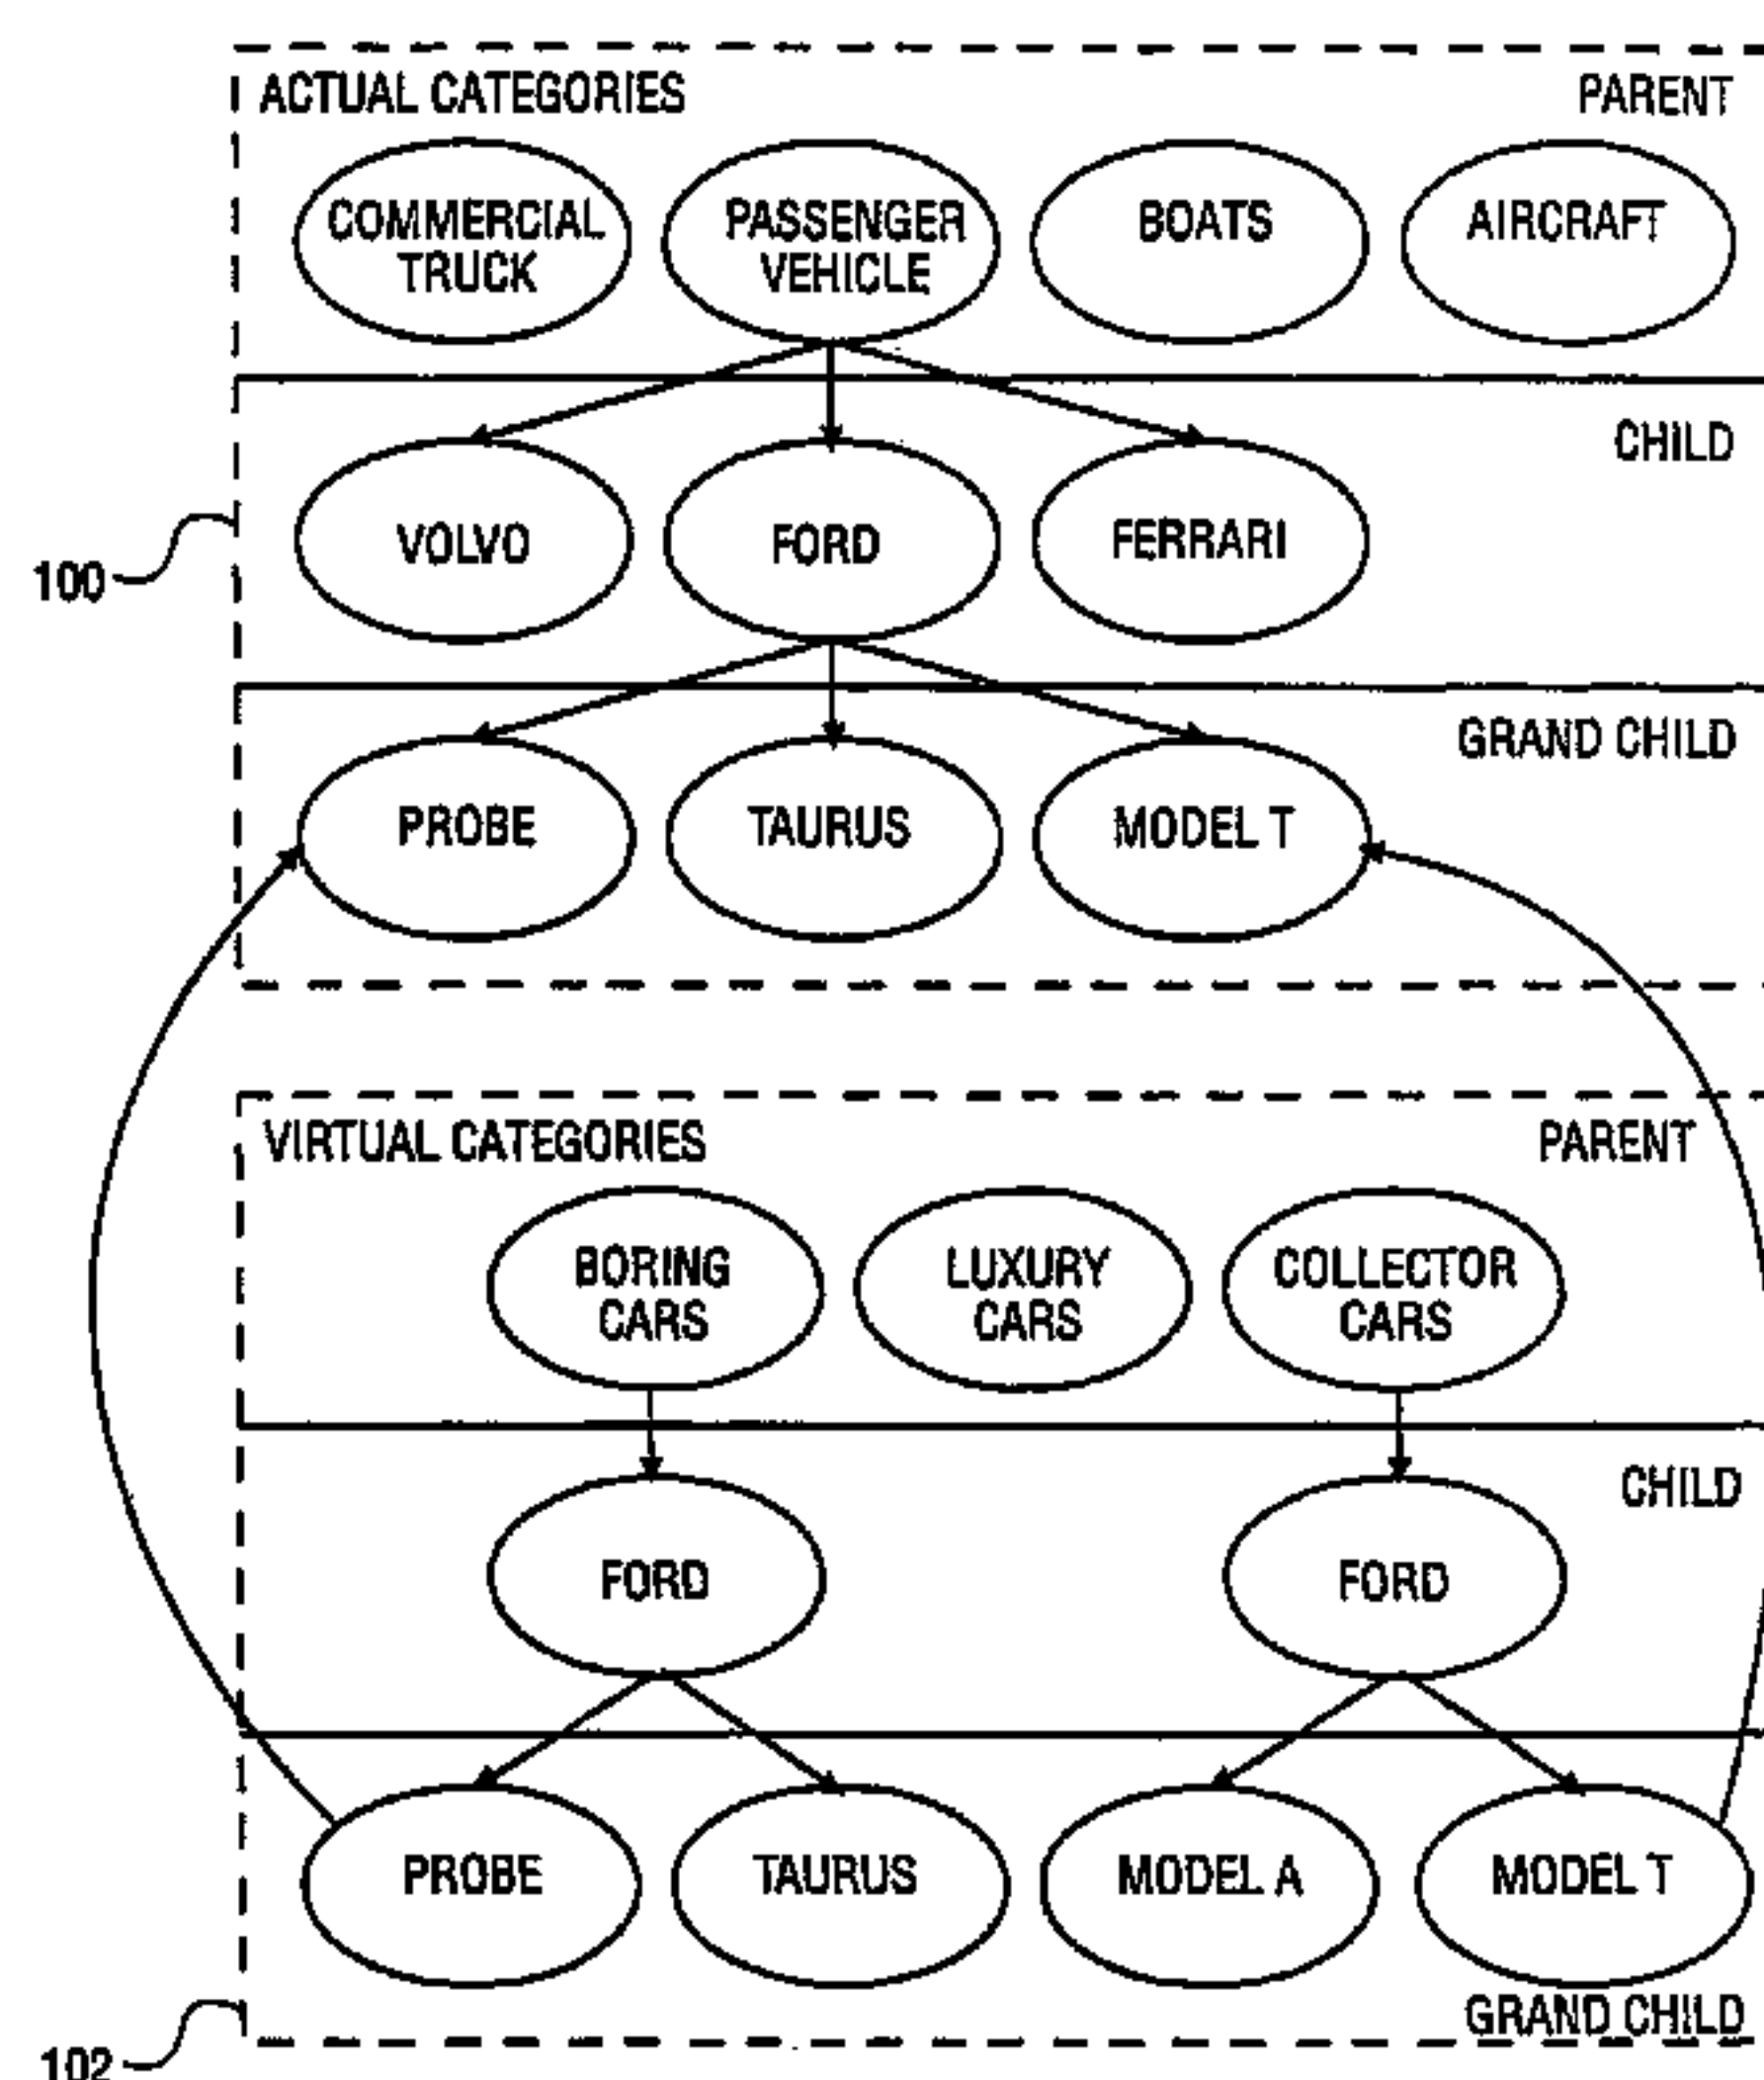 ACTUAL CATEGORIES
PARENT
COMMERCIAL
TRUCK
PASSENGER
VEHICLE
BOATS
AIRCRAFT
CHILD
VOLVO
FORD
FERRARI
100
GRAND CHILD
PROBE
TAURUS
MODEL T
VIRTUAL CATEGORIES
PARENT
BORING
CARS
LUXURY
CARS
COLLECTOR
CARS
CHILD
FORD
FORD
PROBE
TAURUS
MODEL A
MODEL T
GRAND CHILD
102